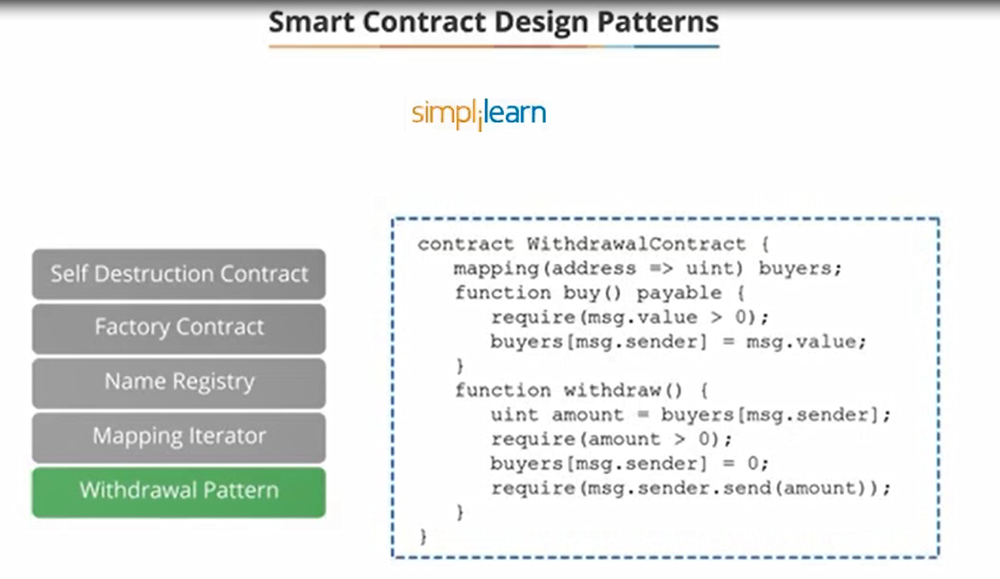 Smart Contract Design Patterns
simplilearn
Self Destruction Contract
Factory Contract
Name Registry
Mapping Iterator
Withdrawal Pattern
contract WithdrawalContract {
mapping(address => uint) buyers;
function buy() payable {
require(msg.value > 0);
buyers[msg.sender] = msg.value;
}
function withdraw() {
uint amount = buyers[msg.sender];
require(amount > 0);
buyers[msg.sender] = 0;
require(msg.sender.send(amount));
}
}